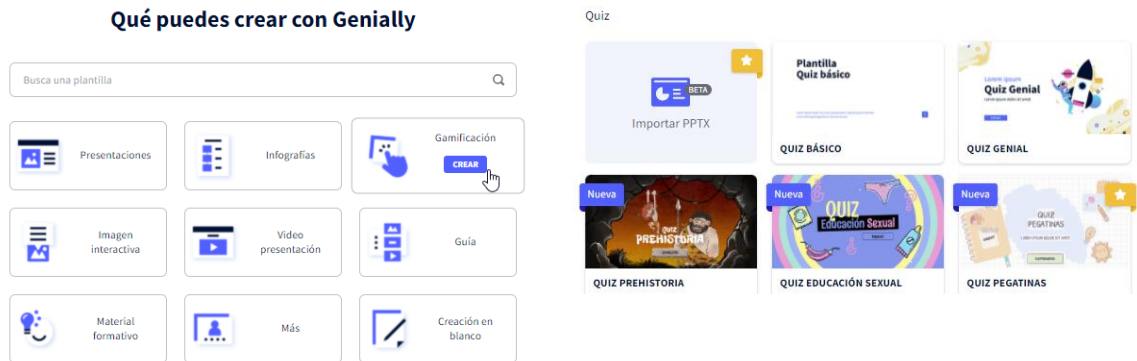 Qué puedes crear con Genially
Busca una plantilla
Presentaciones
Infografías
Gamificación
CREAR
Imagen
interactiva
Video
presentación
Guía
Material
formativo
Más
Creación en
blanco
Quiz
BETA
Importar PPTX
Plantilla
Quiz básico
QUIZ BÁSICO
Lorem ipsum
Quiz Genial
QUIZ GENIAL
Nueva
QUIZ
PREHISTORIA
QUIZ PREHISTORIA
Nueva
QUIZ
Educación Sexual
QUIZ EDUCACIÓN SEXUAL
Nueva
QUIZ
PEGATINAS
QUIZ PEGATINAS